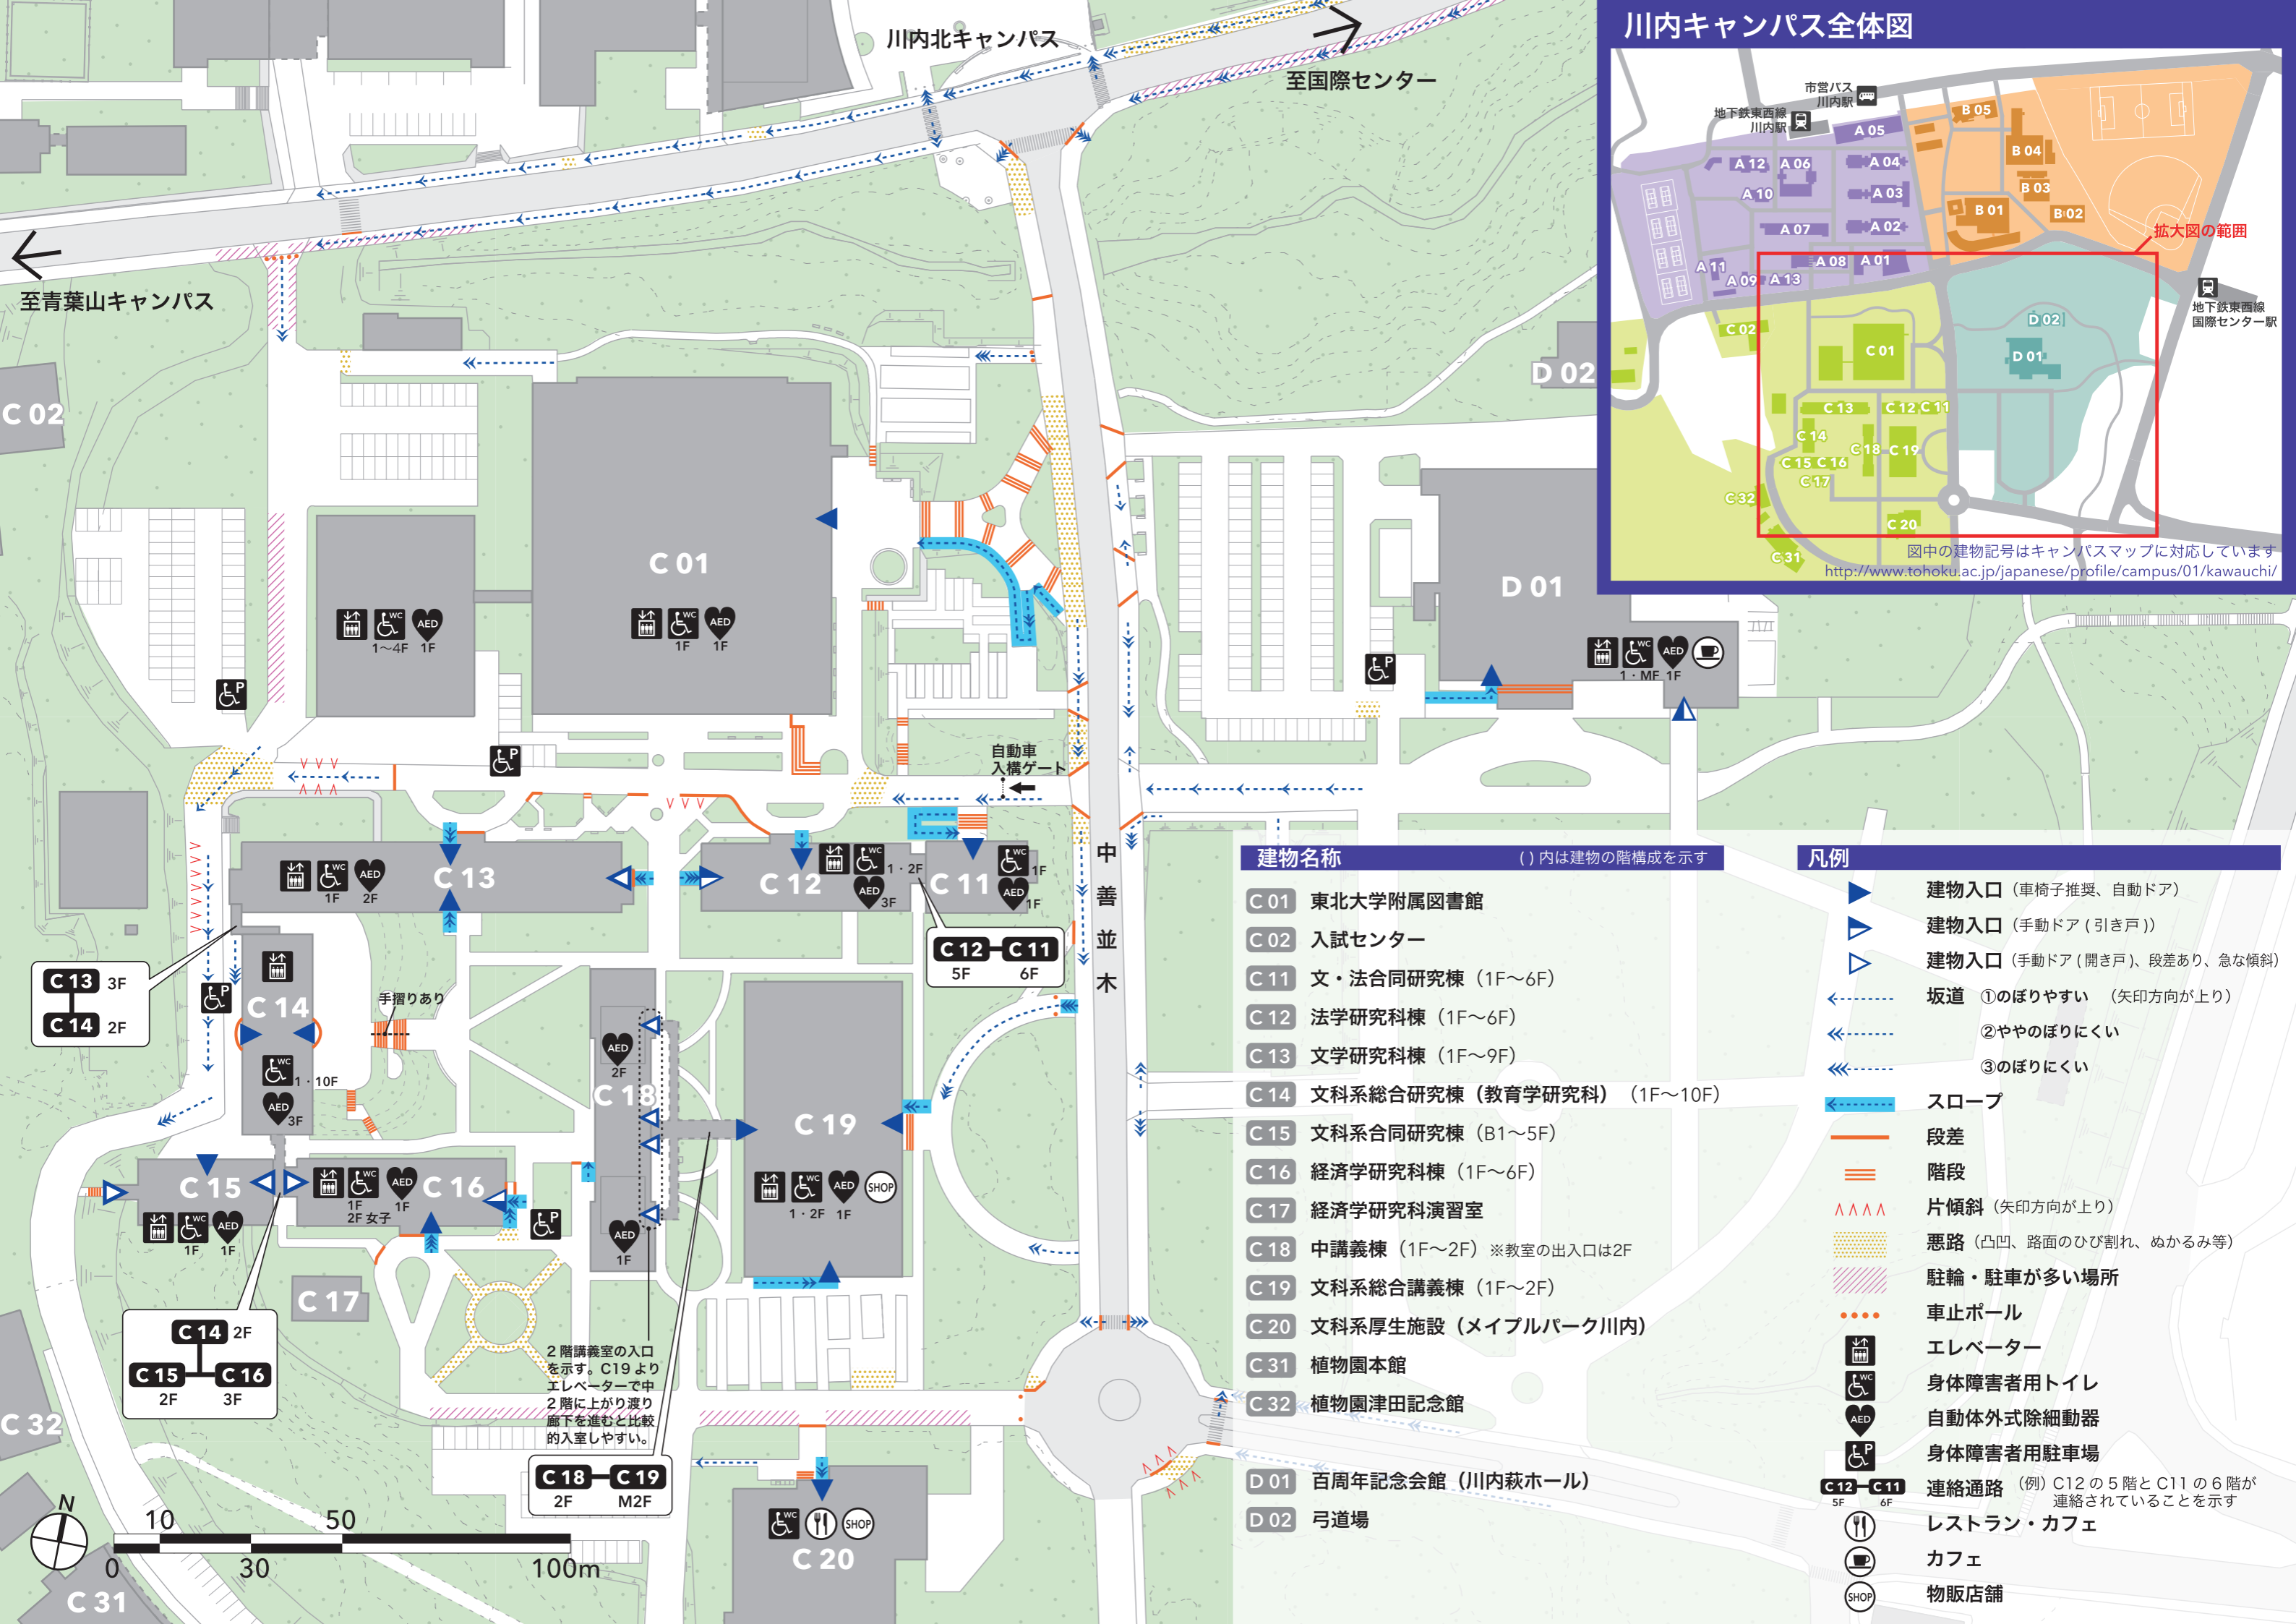 川内北キャンパス
至国際センター
至青葉山キャンパス
C 02
C 01
1～4F 1F
1F 1F
D 02
D 01
1・MF 1F
自動車
入構ゲート
中善並木
C 13
1F 2F
C 12
1・2F
3F
C 11
1F
1F
C 12 C 11
5F 6F
C 13 3F
C 14 2F
C 14
手摺りあり
1・10F
3F
C 18
2F
1F
C 19
1・2F 1F
SHOP
C 15
1F 1F
C 16
1F 1F
2F 女子
C 17
C 14 2F
C 15 C 16
2F 3F
2 階講義室の入口
を示す。C19 より
エレベーターで中
2 階に上がり渡り
廊下を進むと比較
的入室しやすい。
C 18 C 19
2F M2F
C 32
C 31
C 20
SHOP
N
10 50
0 30 100m
川内キャンパス全体図
市営バス
川内駅
地下鉄東西線
川内駅
A 05
A 12
A 06
A 04
A 10
A 03
A 07
A 02
A 11
A 08
A 01
A 09
A 13
B 05
B 04
B 03
B 01
B 02
拡大図の範囲
地下鉄東西線
国際センター駅
C 02
C 01
D 02
D 01
C 13
C 12
C 11
C 14
C 18
C 19
C 15
C 16
C 17
C 32
C 20
C 31
図中の建物記号はキャンパスマップに対応しています
http://www.tohoku.ac.jp/japanese/profile/campus/01/kawauchi/
建物名称 ( ) 内は建物の階構成を示す
C 01 東北大学附属図書館
C 02 入試センター
C 11 文・法合同研究棟（1F～6F）
C 12 法学研究科棟（1F～6F）
C 13 文学研究科棟（1F～9F）
C 14 文科系総合研究棟（教育学研究科）（1F～10F）
C 15 文科系合同研究棟（B1～5F）
C 16 経済学研究科棟（1F～6F）
C 17 経済学研究科演習室
C 18 中講義棟（1F～2F）※教室の出入口は2F
C 19 文科系総合講義棟（1F～2F）
C 20 文科系厚生施設（メイプルパーク川内）
C 31 植物園本館
C 32 植物園津田記念館
D 01 百周年記念会館（川内萩ホール）
D 02 弓道場
凡例
建物入口（車椅子推奨、自動ドア）
建物入口（手動ドア ( 引き戸 )）
建物入口（手動ドア ( 開き戸 )、段差あり、急な傾斜）
坂道 ①のぼりやすい （矢印方向が上り）
②ややのぼりにくい
③のぼりにくい
スロープ
段差
階段
片傾斜（矢印方向が上り）
悪路（凸凹、路面のひび割れ、ぬかるみ等）
駐輪・駐車が多い場所
車止ポール
エレベーター
WC 身体障害者用トイレ
AED 自動体外式除細動器
P 身体障害者用駐車場
C 12 C 11 連絡通路 （例）C12 の 5 階と C11 の 6 階が
5F 6F 連絡されていることを示す
レストラン・カフェ
カフェ
SHOP 物販店舗